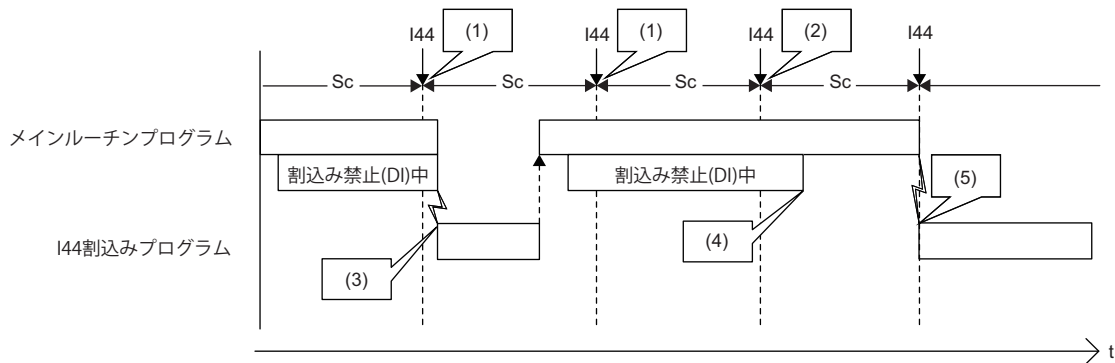 I44 (1) I44 (1) I44 (2) I44
Sc Sc Sc Sc
メインルーチンプログラム
割込み禁止(DI)中 割込み禁止(DI)中
(5)
(4)
I44割込みプログラム
(3)
t